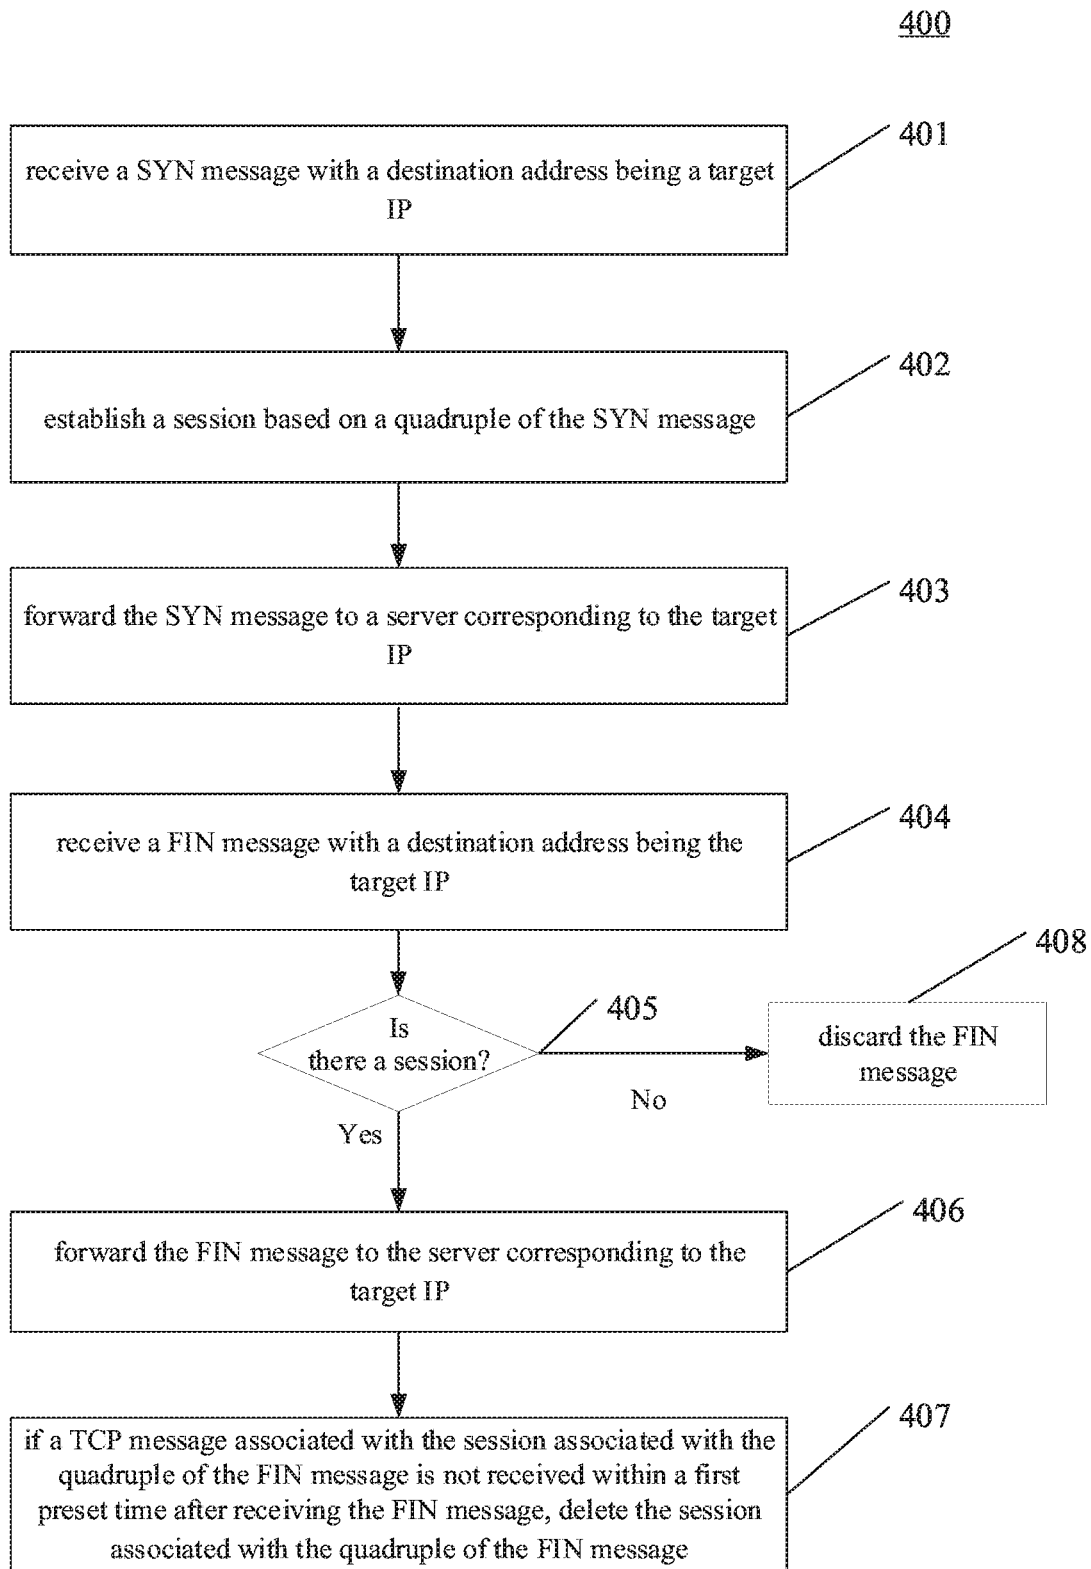 400
401
receive a SYN message with a destination address being a target
IP
402
establish a session based on a quadruple of the SYN message
403
forward the SYN message to a server corresponding to the target
IP
404
receive a FIN message with a destination address being the
target IP
408
405
Is
there a session?
discard the FIN
message
No
Yes
406
forward the FIN message to the server corresponding to the
target IP
407
if a TCP message associated with the session associated with the
quadruple of the FIN message is not received within a first
preset time after receiving the FIN message, delete the session
associated with the quadruple of the FIN message